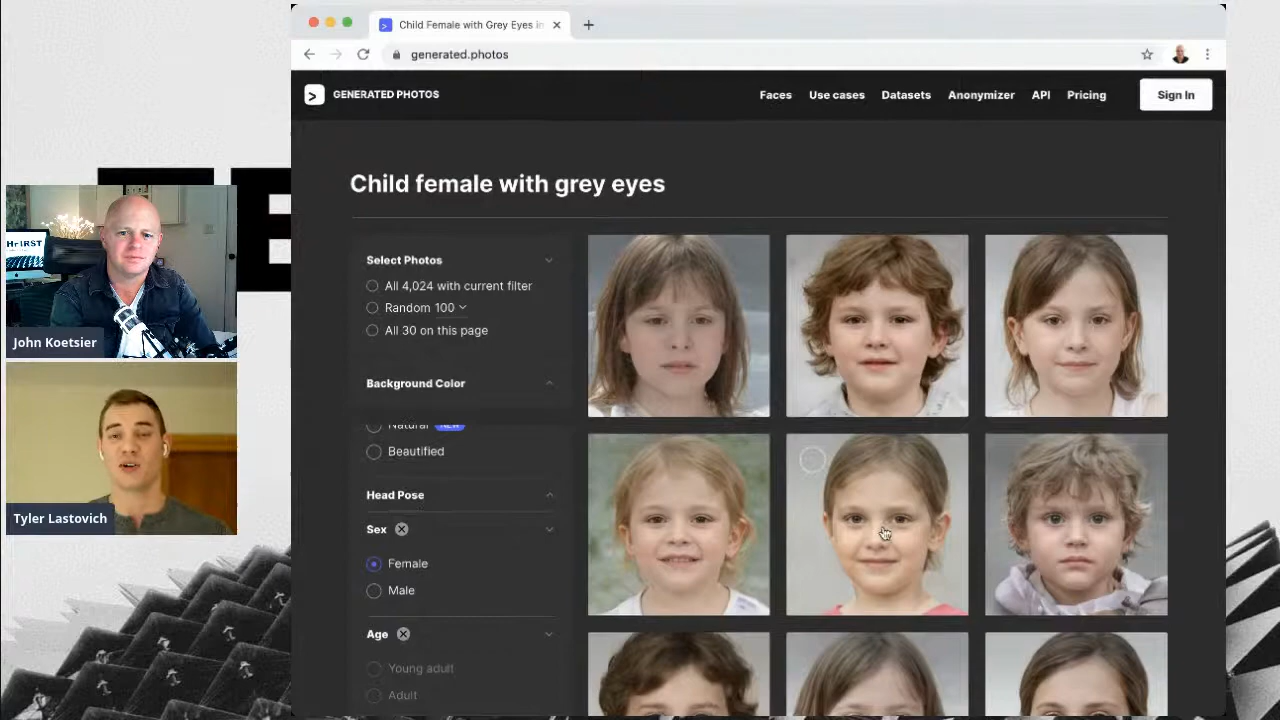 Child Female with Grey Eyes in
generated.photos
GENERATED PHOTOS
Faces
Use cases
Datasets
Anonymizer
API
Pricing
Sign In
Child female with grey eyes
Select Photos
All 4,024 with current filter
Random 100
All 30 on this page
Background Color
Natural NEW
Beautified
Head Pose
Sex
Female
Male
Age
Young adult
Adult
John Koetsier
Tyler Lastovich